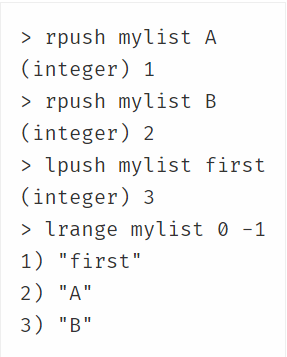 > rpush mylist A
(integer) 1
> rpush mylist B
(integer) 2
> lpush mylist first
(integer) 3
> lrange mylist 0 -1
1) "first"
2) "A"
3) "B"